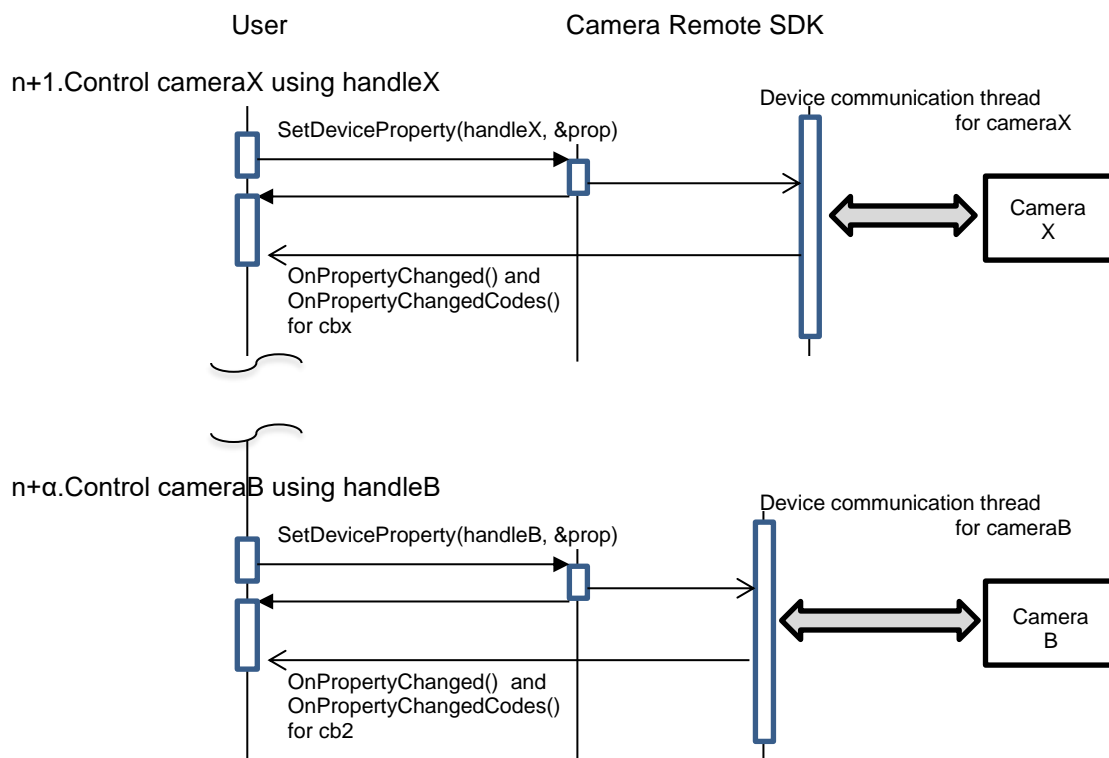 User
Camera Remote SDK
n+1.Control cameraX using handleX
Device communication thread
for cameraX
SetDeviceProperty(handleX, &prop)
Camera
X
OnPropertyChanged() and
OnPropertyChangedCodes()
for cbx
n+α.Control cameraB using handleB
Device communication thread
for cameraB
SetDeviceProperty(handleB, &prop)
Camera
B
OnPropertyChanged()  and
OnPropertyChangedCodes()
for cb2